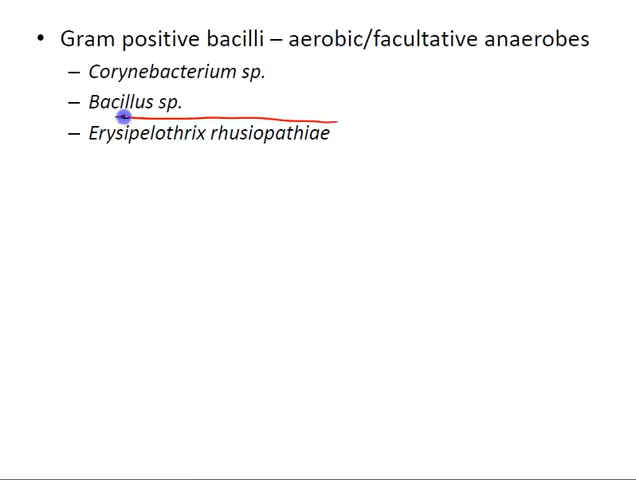 • Gram positive bacilli – aerobic/facultative anaerobes
– Corynebacterium sp.
– Bacillus sp.
– Erysipelothrix rhusiopathiae